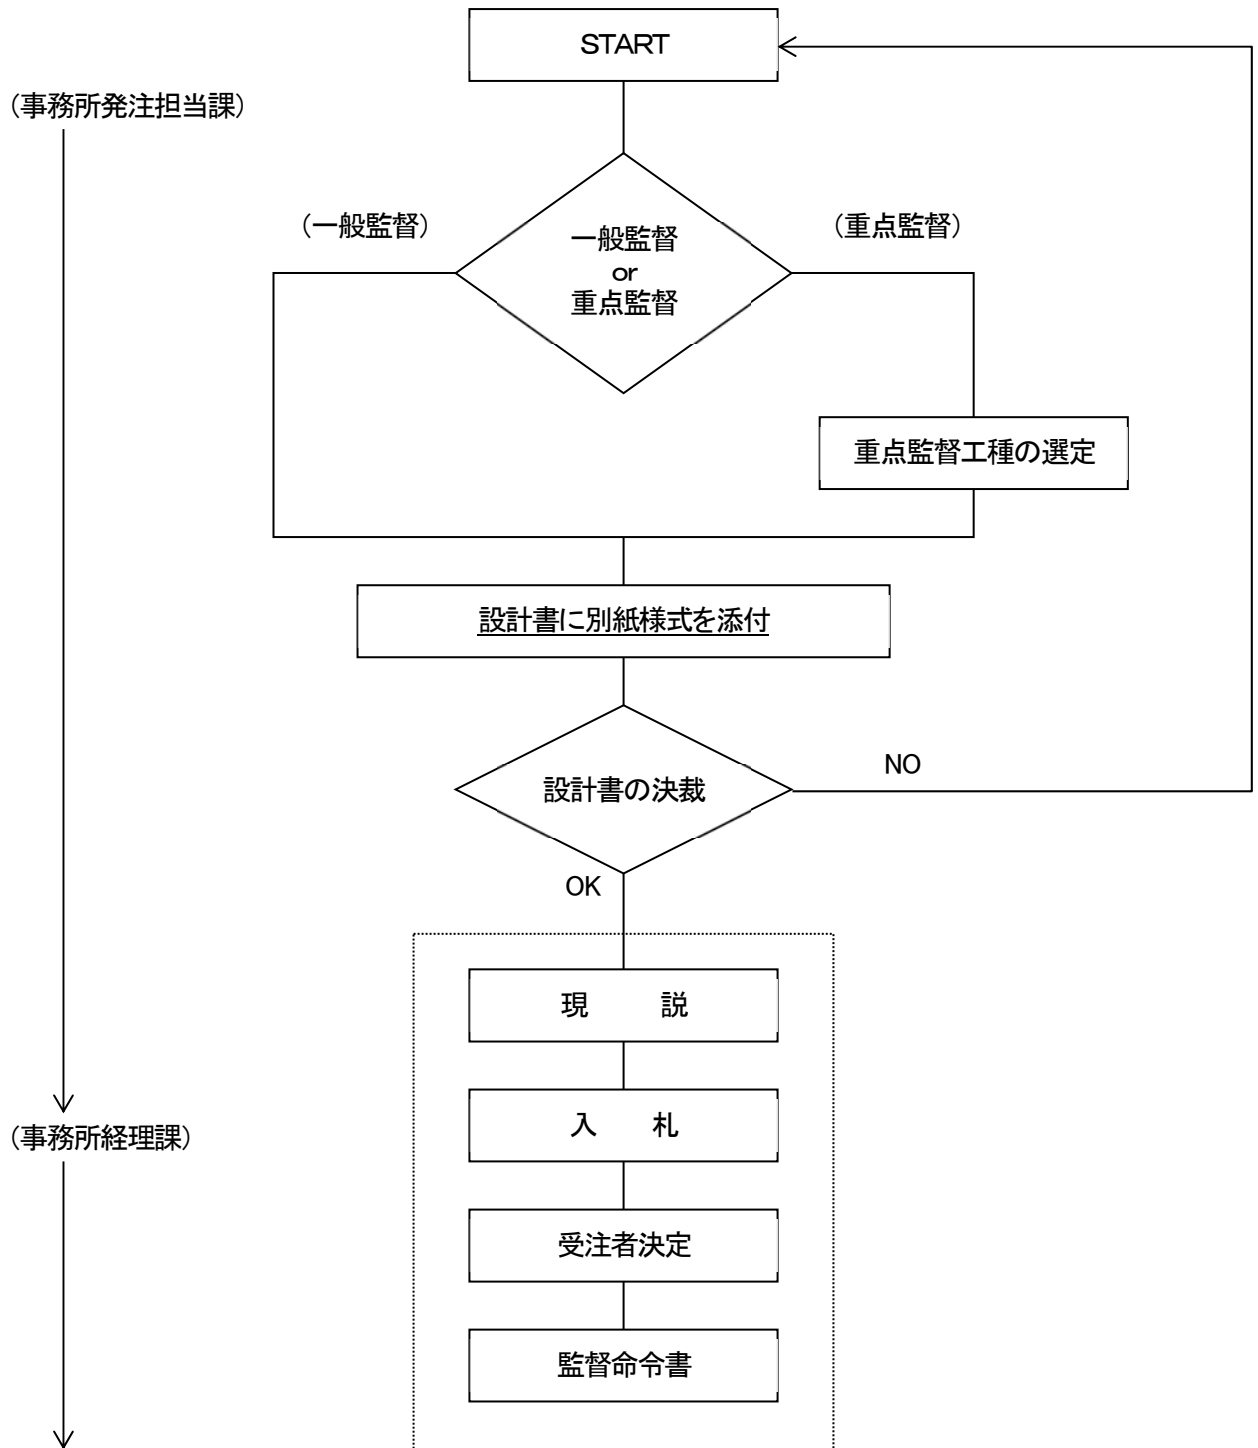 START
（事務所発注担当課）
（一般監督）
一般監督
or
重点監督
（重点監督）
重点監督工種の選定
設計書に別紙様式を添付
設計書の決裁
NO
OK
現　　説
入　　札
（事務所経理課）
受注者決定
監督命令書